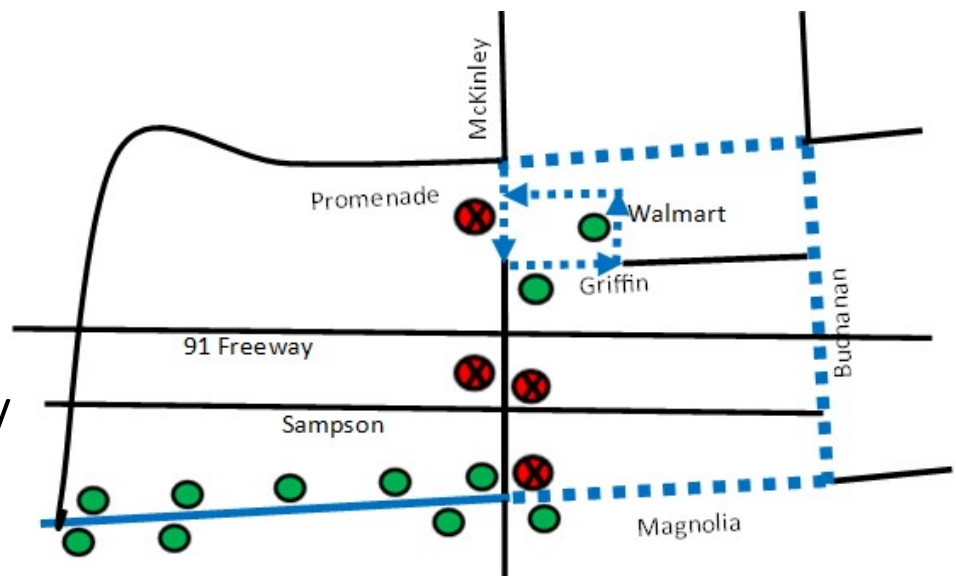 McKinley
Promenade
Walmart
Griffin
Buchanan
91 Freeway
Sampson
Magnolia